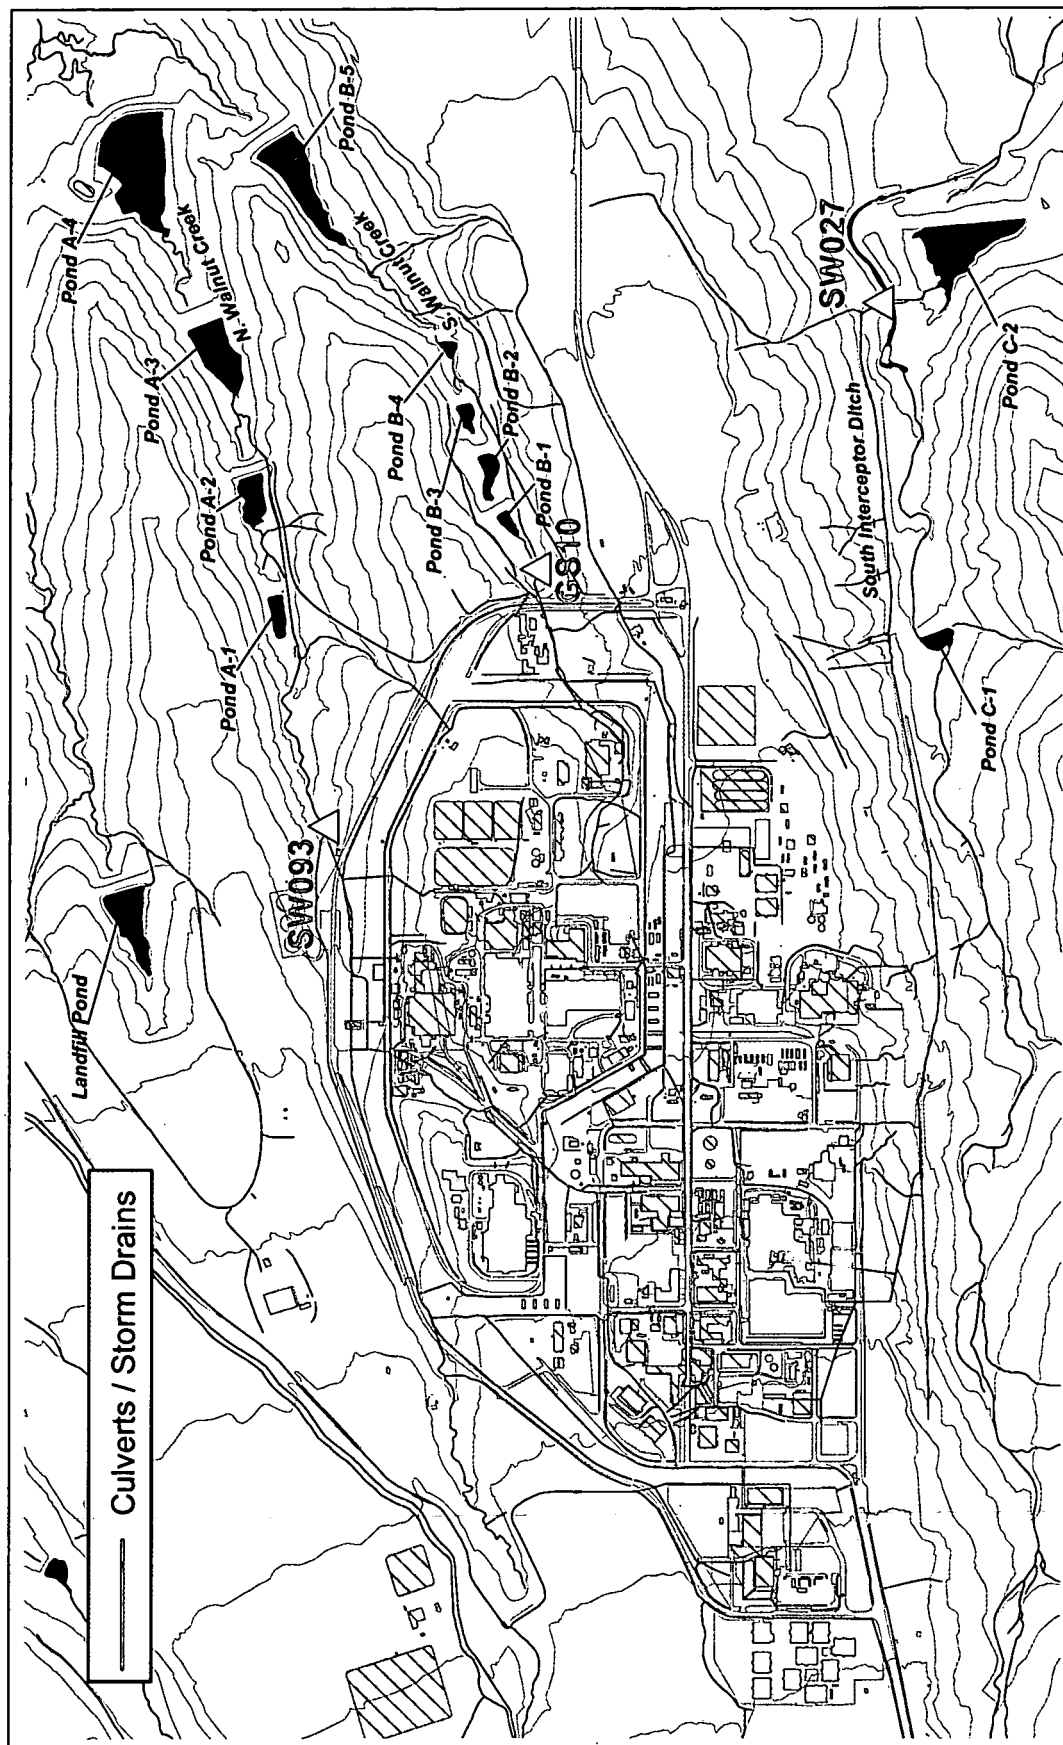 Culverts / Storm Drains
Landfill Pond
SW093
Pond A-1
Pond A-2
Pond A-3
N. Walnut Creek
Pond A-4
Pond B-5
S. Walnut Creek
Pond B-4
Pond B-3
Pond B-2
Pond B-1
GS10
South Interceptor Ditch
SW027
Pond C-1
Pond C-2